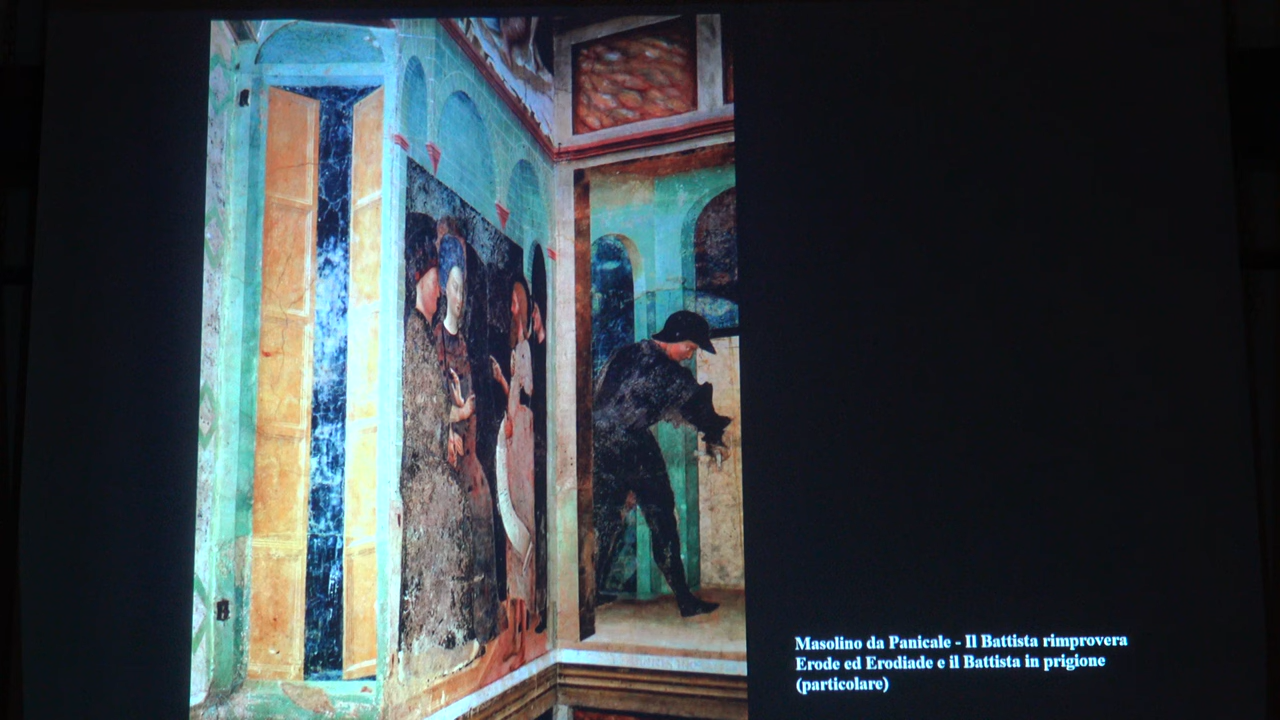 Masolino da Panicale - Il Battista rimprovera
Erode ed Erodiade e il Battista in prigione
(particolare)